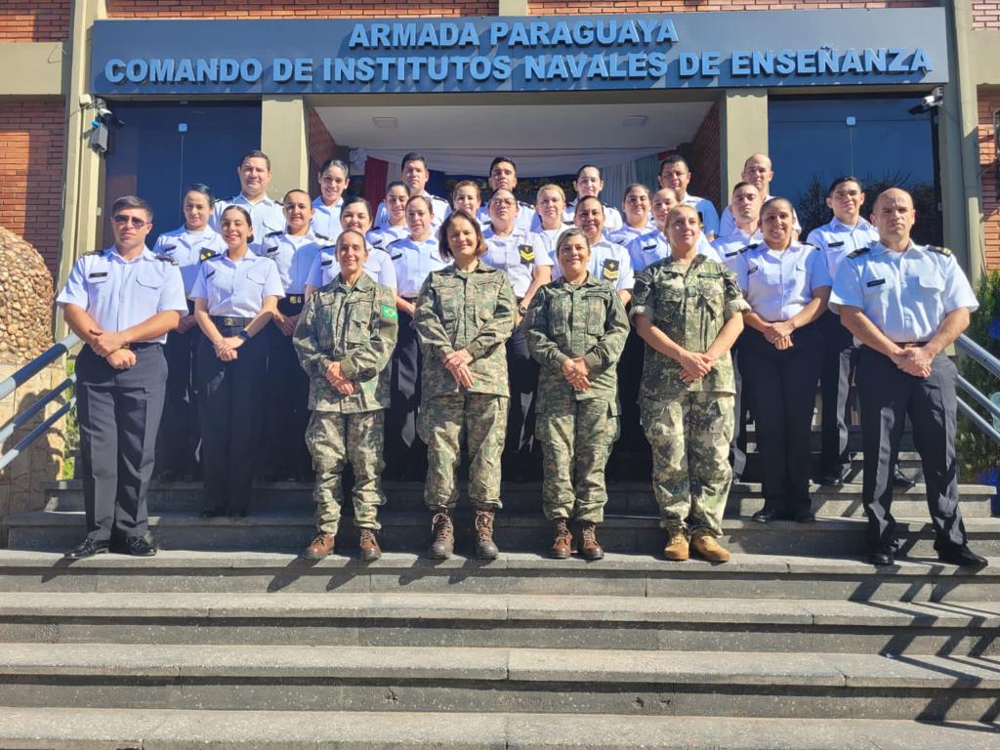 ARMADA PARAGUAYA
COMANDO DE INSTITUTOS NAVALES DE ENSEÑANZA